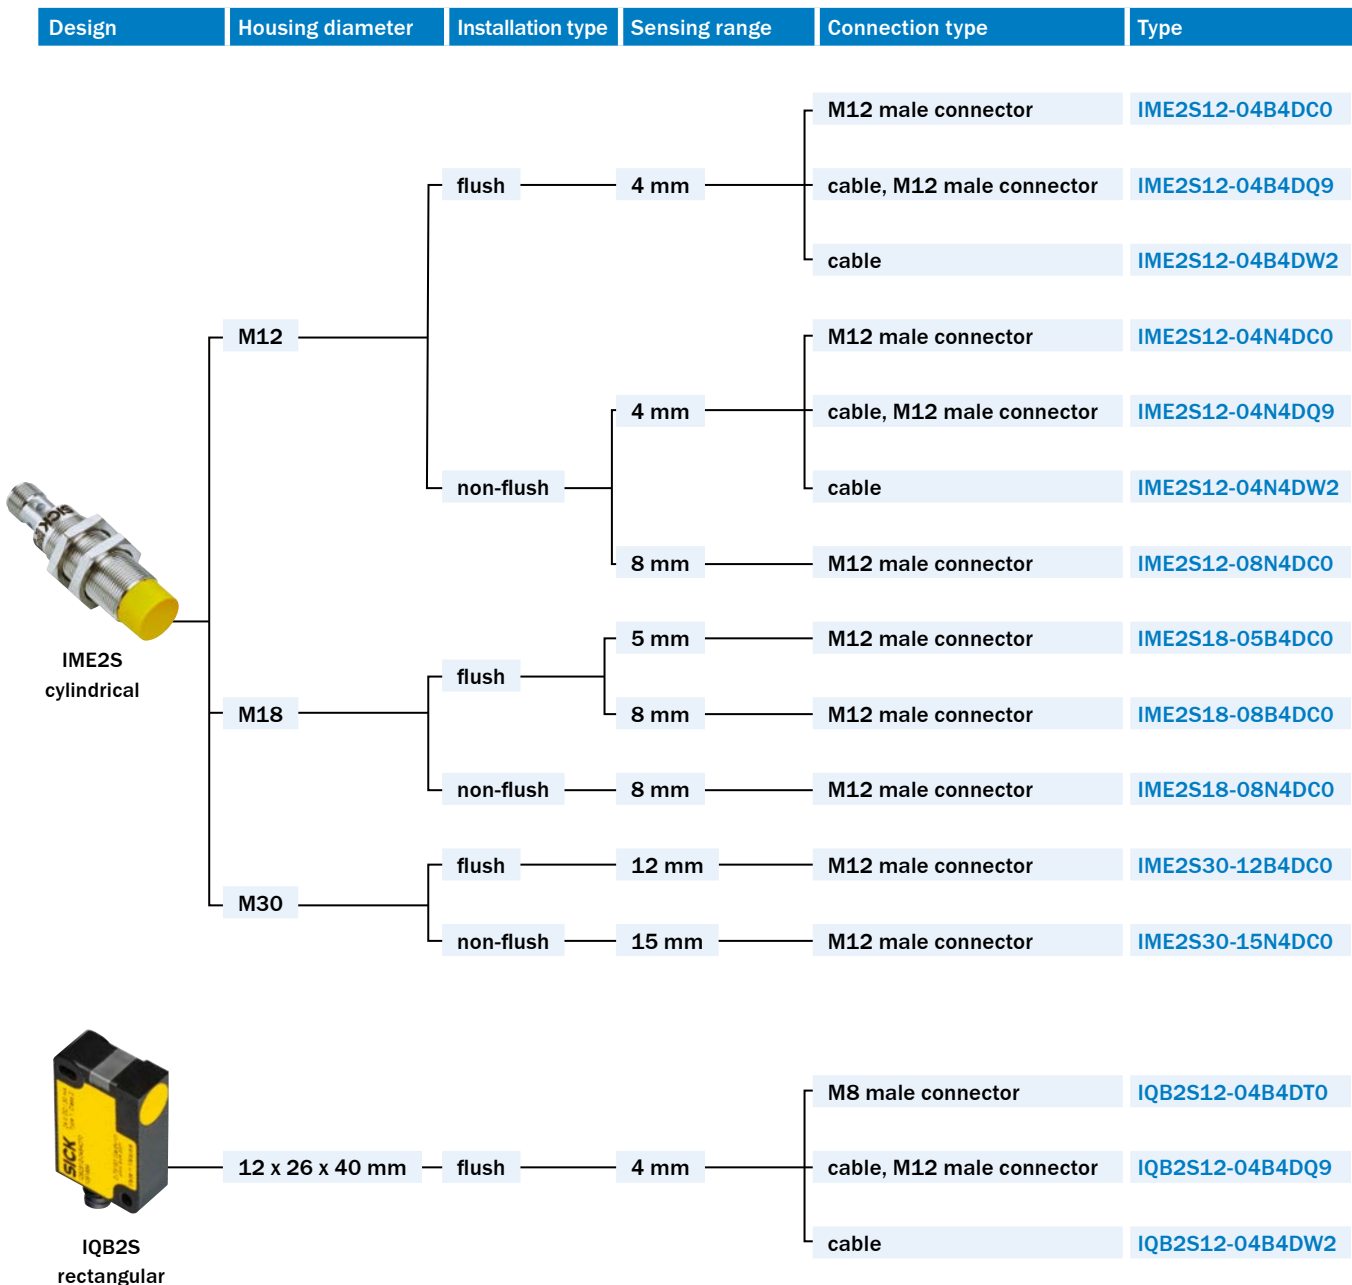 Design Housing diameter Installation type Sensing range Connection type Type
M12 male connector IME2S12-04B4DC0
flush 4 mm cable, M12 male connector IME2S12-04B4DQ9
cable IME2S12-04B4DW2
M12 M12 male connector IME2S12-04N4DC0
4 mm cable, M12 male connector IME2S12-04N4DQ9
non-flush cable IME2S12-04N4DW2
SICK
8 mm M12 male connector IME2S12-08N4DC0
5 mm M12 male connector IME2S18-05B4DC0
IME2S
cylindrical
flush
M18 8 mm M12 male connector IME2S18-08B4DC0
non-flush 8 mm M12 male connector IME2S18-08N4DC0
flush 12 mm M12 male connector IME2S30-12B4DC0
M30
non-flush 15 mm M12 male connector IME2S30-15N4DC0
M8 male connector IQB2S12-04B4DT0
SICK
12 x 26 x 40 mm flush 4 mm cable, M12 male connector IQB2S12-04B4DQ9
cable IQB2S12-04B4DW2
IQB2S
rectangular